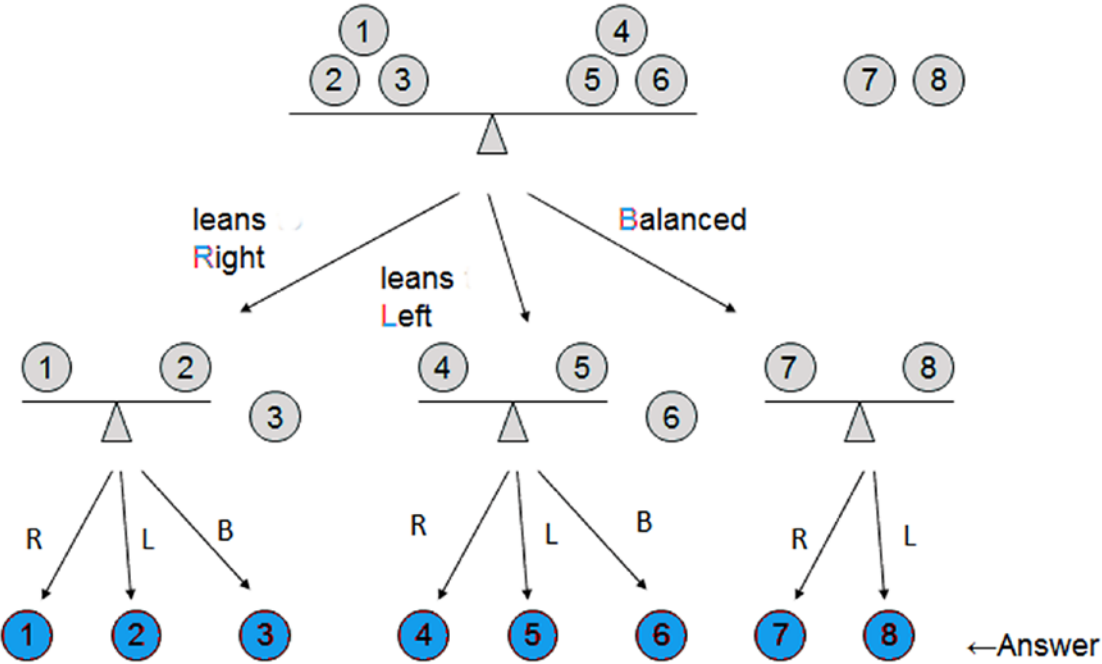 1 4
2 3 5 6 7 8
leans
Right
leans
Left
Balanced
1 2 4 5 7 8
3 6
R L B R L B R L
1 2 3 4 5 6 7 8
←Answer